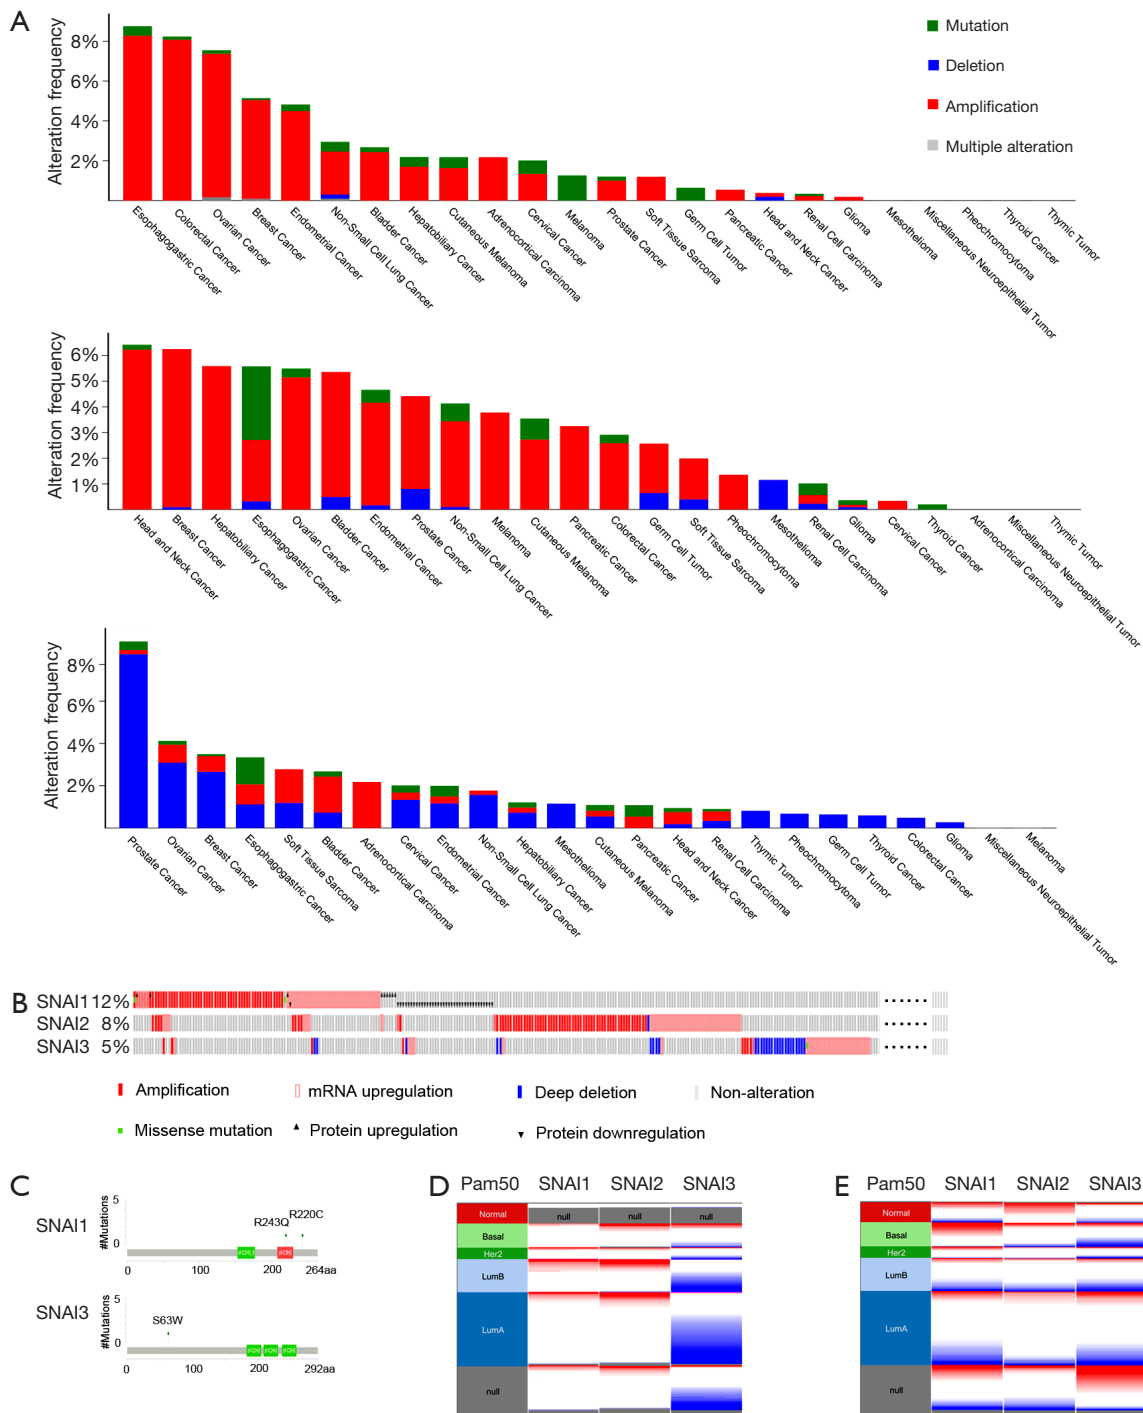 A
Alteration frequency
8%
6%
4%
2%
Mutation
Deletion
Amplification
Multiple alteration
Esophagogastric Cancer
Colorectal Cancer
Ovarian Cancer
Breast Cancer
Endometrial Cancer
Non-Small Cell Lung Cancer
Bladder Cancer
Hepatobiliary Cancer
Cutaneous Melanoma
Adrenocortical Carcinoma
Cervical Cancer
Melanoma
Prostate Cancer
Soft Tissue Sarcoma
Germ Cell Tumor
Pancreatic Cancer
Head and Neck Cancer
Renal Cell Carcinoma
Glioma
Mesothelioma
Miscellaneous Neuroepithelial Tumor
Pheochromocytoma
Thyroid Cancer
Thymic Tumor
Alteration frequency
6%
5%
4%
3%
2%
1%
Head and Neck Cancer
Breast Cancer
Hepatobiliary Cancer
Esophagogastric Cancer
Ovarian Cancer
Bladder Cancer
Endometrial Cancer
Prostate Cancer
Non-Small Cell Lung Cancer
Melanoma
Cutaneous Melanoma
Pancreatic Cancer
Colorectal Cancer
Germ Cell Tumor
Soft Tissue Sarcoma
Pheochromocytoma
Mesothelioma
Renal Cell Carcinoma
Glioma
Cervical Cancer
Thyroid Cancer
Adrenocortical Carcinoma
Miscellaneous Neuroepithelial Tumor
Thymic Tumor
Alteration frequency
8%
6%
4%
2%
Prostate Cancer
Ovarian Cancer
Breast Cancer
Esophagogastric Cancer
Soft Tissue Sarcoma
Bladder Cancer
Adrenocortical Carcinoma
Cervical Cancer
Endometrial Cancer
Non-Small Cell Lung Cancer
Hepatobiliary Cancer
Mesothelioma
Cutaneous Melanoma
Pancreatic Cancer
Head and Neck Cancer
Renal Cell Carcinoma
Thymic Tumor
Pheochromocytoma
Germ Cell Tumor
Thyroid Cancer
Colorectal Cancer
Glioma
Miscellaneous Neuroepithelial Tumor
Melanoma
B
SNAI1 12%
SNAI2 8%
SNAI3 5%
Amplification
mRNA upregulation
Deep deletion
Non-alteration
Missense mutation
Protein upregulation
Protein downregulation
C
SNAI1
#Mutations
5
0
R243Q
R220C
0 100 200 264aa
SNAI3
#Mutations
5
0
S63W
0 100 200 292aa
D
Pam50 SNAI1 SNAI2 SNAI3
Normal null null null
Basal
Her2
LumB
LumA
null
E
Pam50 SNAI1 SNAI2 SNAI3
Normal
Basal
Her2
LumB
LumA
null